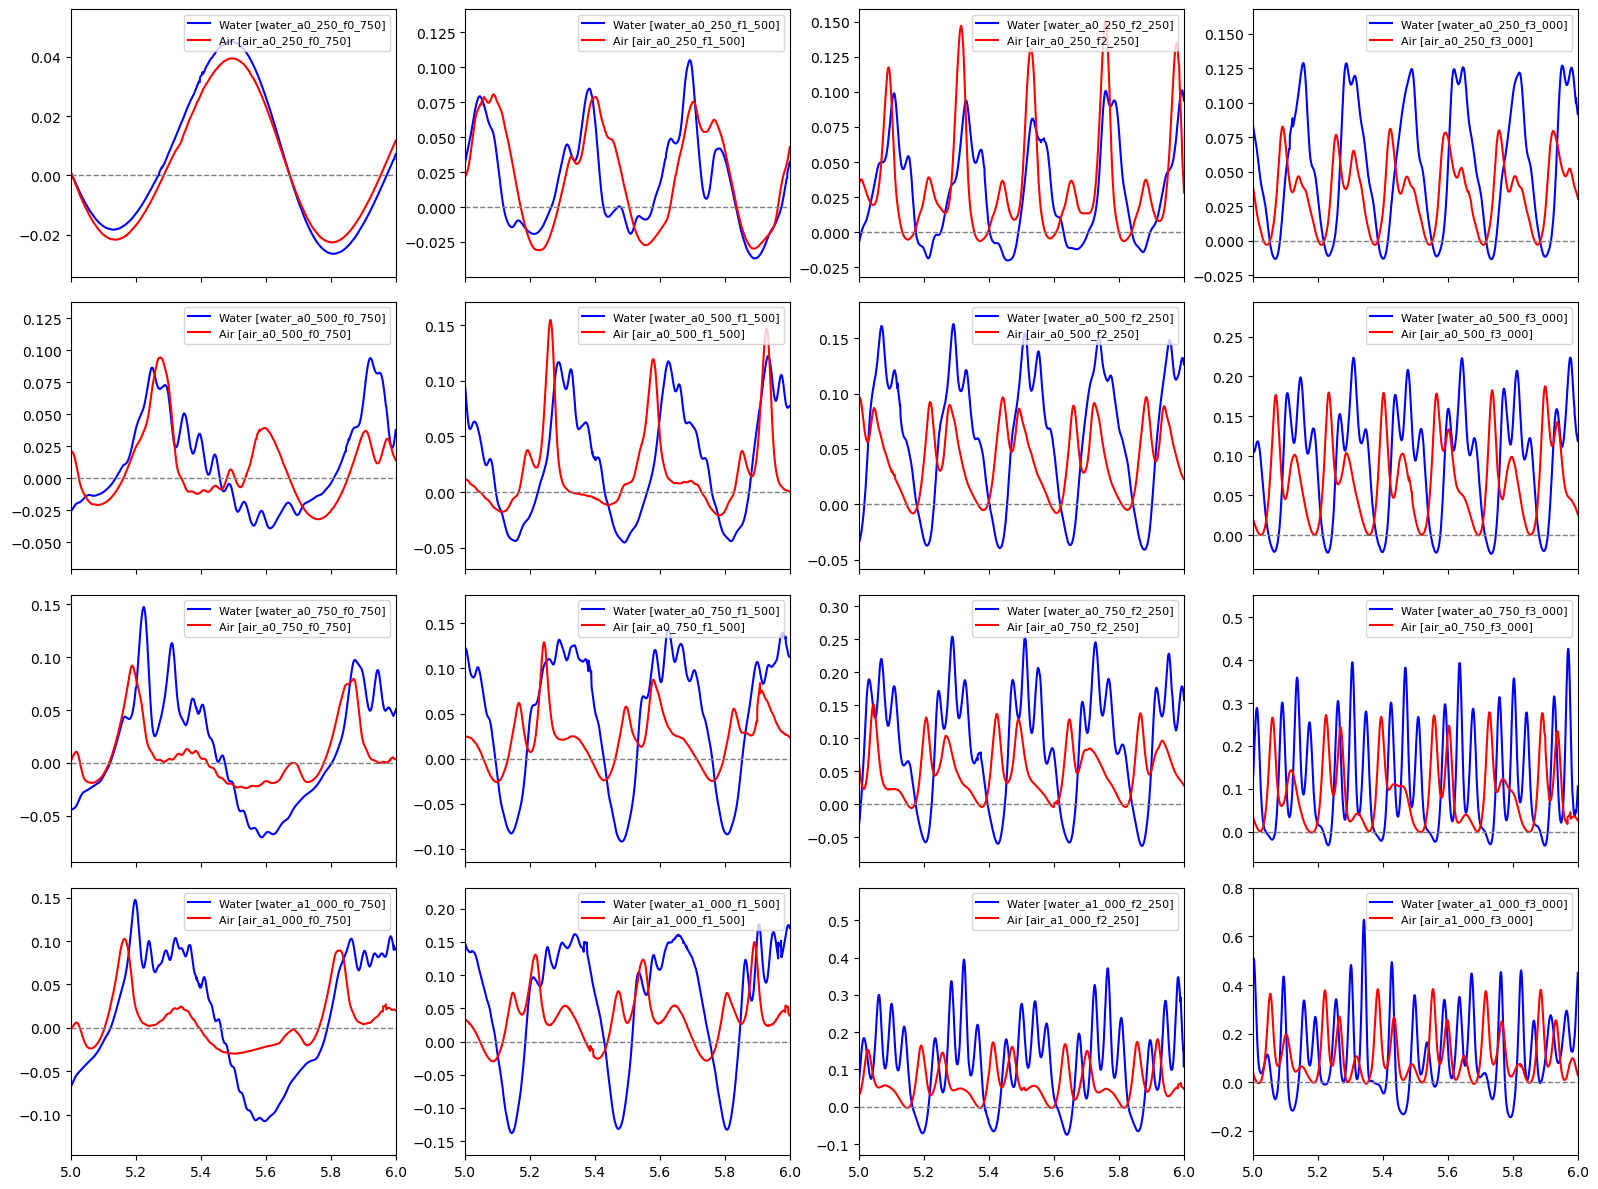 Water [water_a0_250_f0_750]
Air [air_a0_250_f0_750]
0.04
0.02
0.00
−0.02
Water [water_a0_250_f1_500]
Air [air_a0_250_f1_500]
0.125
0.100
0.075
0.050
0.025
0.000
−0.025
Water [water_a0_250_f2_250]
Air [air_a0_250_f2_250]
0.150
0.125
0.100
0.075
0.050
0.025
0.000
−0.025
Water [water_a0_250_f3_000]
Air [air_a0_250_f3_000]
0.150
0.125
0.100
0.075
0.050
0.025
0.000
−0.025
Water [water_a0_500_f0_750]
Air [air_a0_500_f0_750]
0.125
0.100
0.075
0.050
0.025
0.000
−0.025
−0.050
Water [water_a0_500_f1_500]
Air [air_a0_500_f1_500]
0.15
0.10
0.05
0.00
−0.05
Water [water_a0_500_f2_250]
Air [air_a0_500_f2_250]
0.15
0.10
0.05
0.00
−0.05
Water [water_a0_500_f3_000]
Air [air_a0_500_f3_000]
0.25
0.20
0.15
0.10
0.05
0.00
Water [water_a0_750_f0_750]
Air [air_a0_750_f0_750]
0.15
0.10
0.05
0.00
−0.05
Water [water_a0_750_f1_500]
Air [air_a0_750_f1_500]
0.15
0.10
0.05
0.00
−0.05
−0.10
Water [water_a0_750_f2_250]
Air [air_a0_750_f2_250]
0.30
0.25
0.20
0.15
0.10
0.05
0.00
−0.05
Water [water_a0_750_f3_000]
Air [air_a0_750_f3_000]
0.5
0.4
0.3
0.2
0.1
0.0
Water [water_a1_000_f0_750]
Air [air_a1_000_f0_750]
0.15
0.10
0.05
0.00
−0.05
−0.10
5.0 5.2 5.4 5.6 5.8 6.0
Water [water_a1_000_f1_500]
Air [air_a1_000_f1_500]
0.20
0.15
0.10
0.05
0.00
−0.05
−0.10
−0.15
5.0 5.2 5.4 5.6 5.8 6.0
Water [water_a1_000_f2_250]
Air [air_a1_000_f2_250]
0.5
0.4
0.3
0.2
0.1
0.0
−0.1
5.0 5.2 5.4 5.6 5.8 6.0
Water [water_a1_000_f3_000]
Air [air_a1_000_f3_000]
0.8
0.6
0.4
0.2
0.0
−0.2
5.0 5.2 5.4 5.6 5.8 6.0